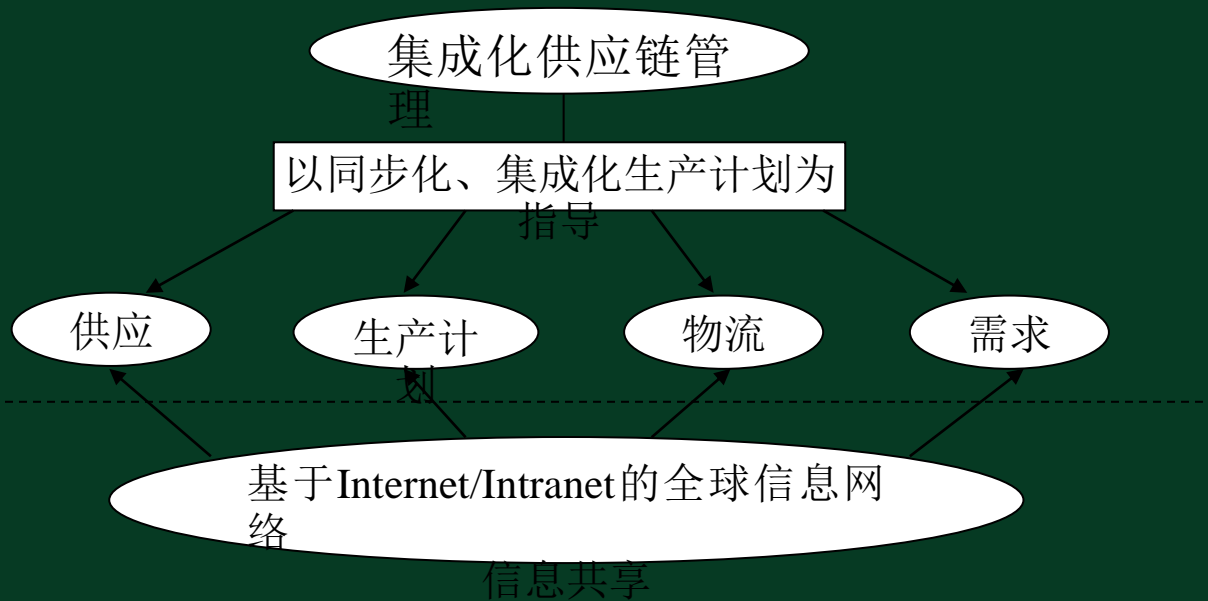 集成化供应链管
理
以同步化、集成化生产计划为
指导
供应
生产计
划
物流
需求
基于Internet/Intranet的全球信息网
络
信息共享